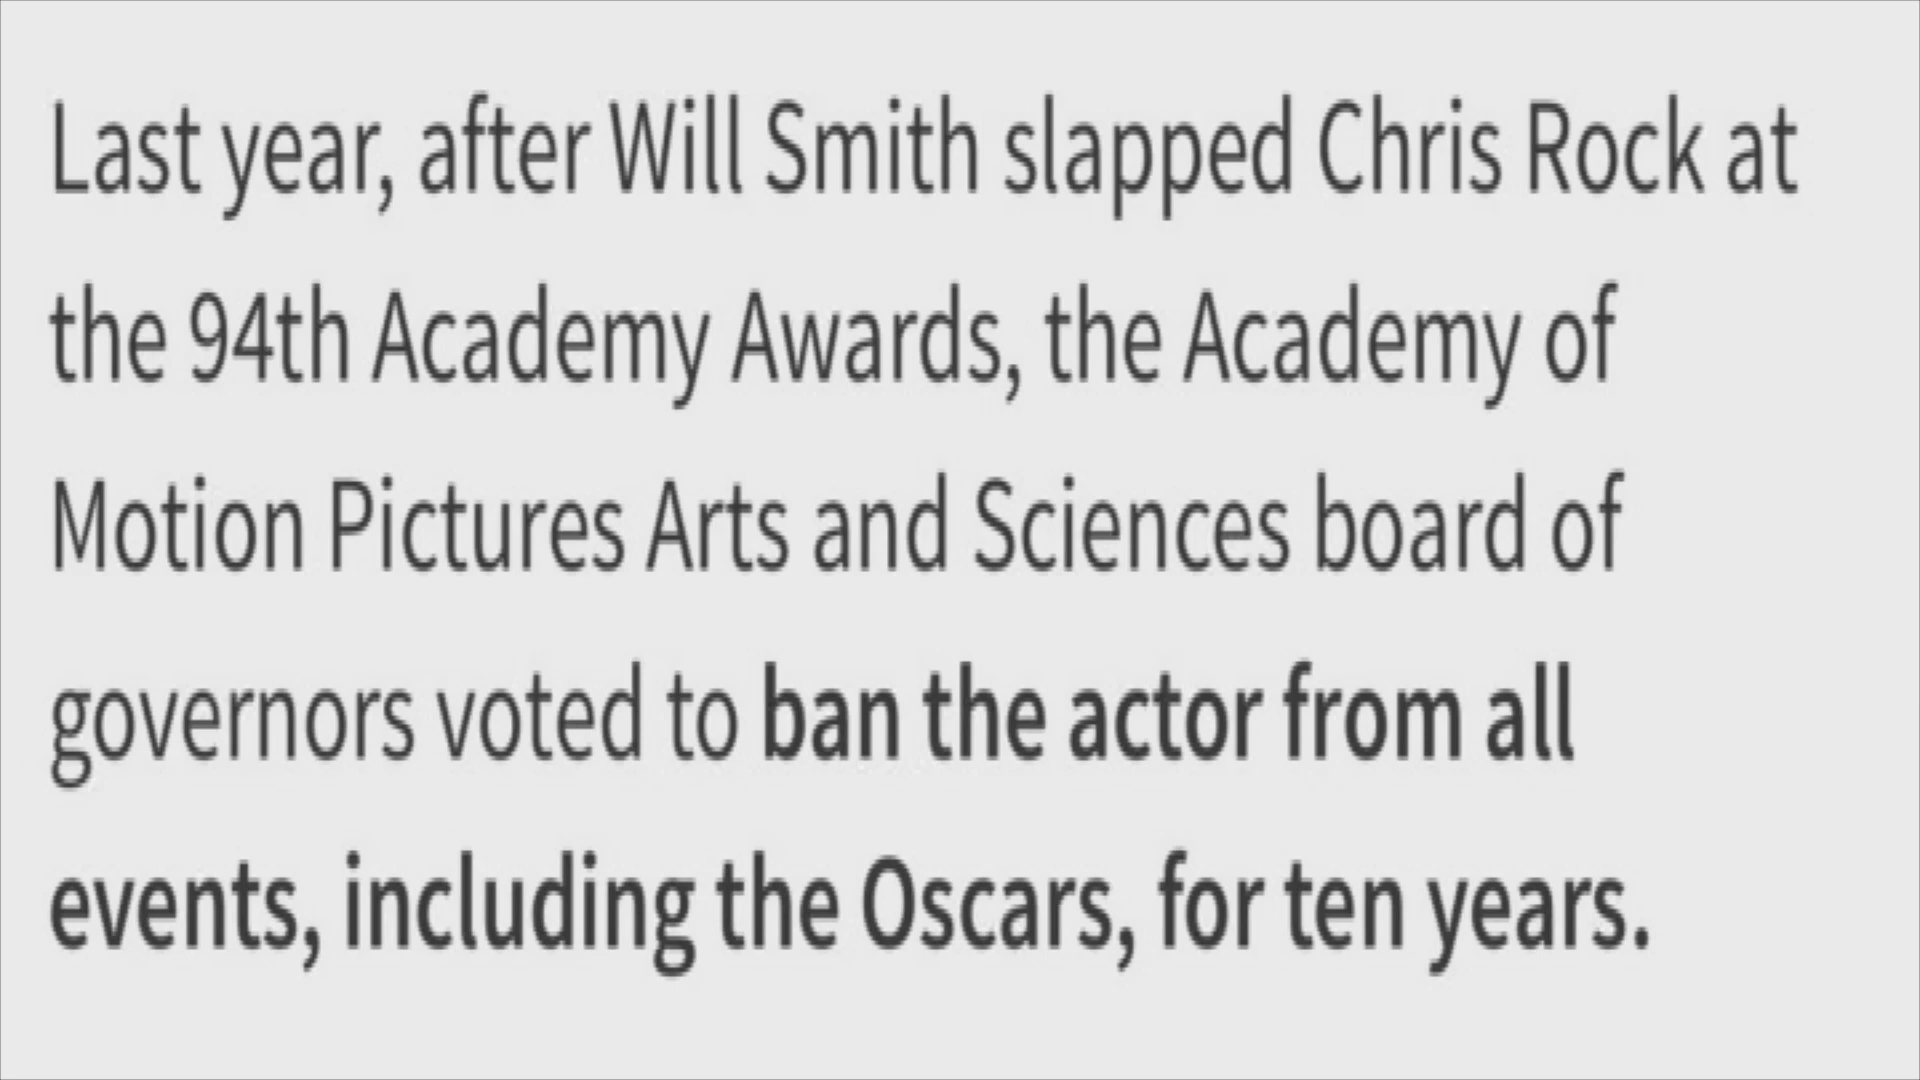 Last year, after Will Smith slapped Chris Rock at
the 94th Academy Awards, the Academy of
Motion Pictures Arts and Sciences board of
governors voted to ban the actor from all
events, including the Oscars, for ten years.